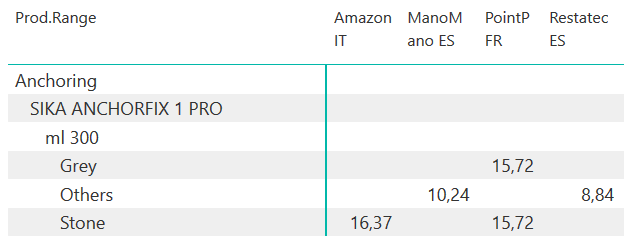 Prod.Range Amazon ManoM PointP Restatec
IT ano ES FR ES
Anchoring
SIKA ANCHORFIX 1 PRO
ml 300
Grey 15,72
Others 10,24 8,84
Stone 16,37 15,72